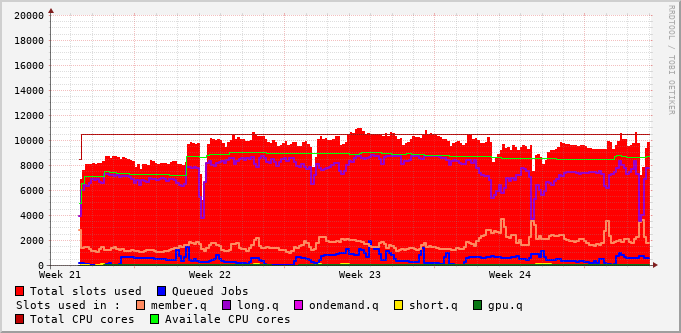 20000
18000
16000
14000
12000
10000
8000
6000
4000
2000
0
Week 21 Week 22 Week 23 Week 24
RRDTOOL / TOBI OETIKER
Total slots used Queued Jobs
Slots used in : member.q long.q ondemand.q short.q gpu.q
Total CPU cores Availale CPU cores